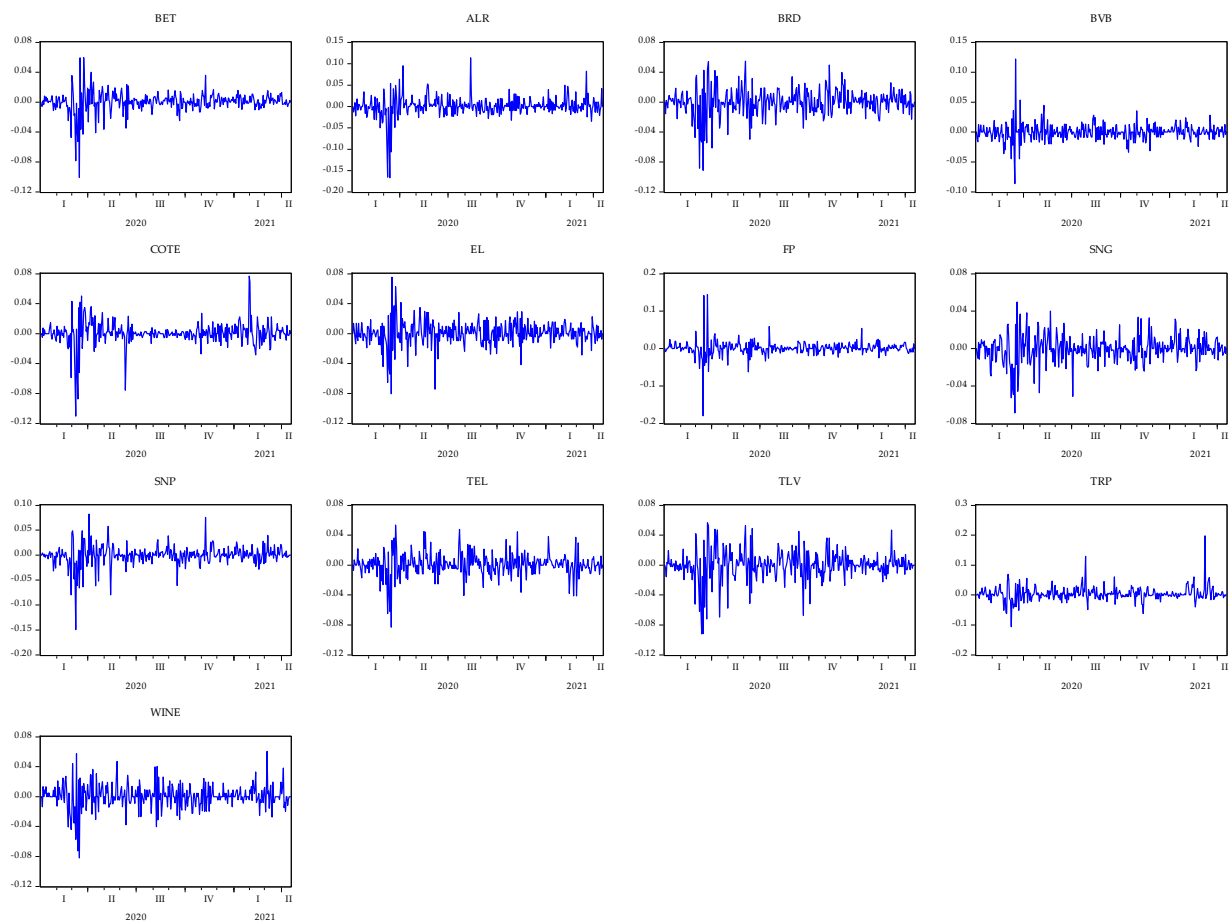 BET ALR BRD BVB
0.08 0.15 0.08 0.15
0.04 0.10 0.04 0.10
0.00 0.05 0.00 0.05
-0.04 0.00 -0.04 0.00
-0.08 -0.05 -0.08 -0.05
-0.12 -0.10 -0.12 -0.10
-0.15
-0.20
I II III IV I II I II III IV I II I II III IV I II I II III IV I II
2020 2021 2020 2021 2020 2021 2020 2021
COTE EL FP SNG
0.08 0.08 0.2 0.08
0.04 0.04 0.1 0.04
0.00 0.00 0.0 0.00
-0.04 -0.04 -0.1 -0.04
-0.08 -0.08 -0.2 -0.08
-0.12 -0.12
I II III IV I II I II III IV I II I II III IV I II I II III IV I II
2020 2021 2020 2021 2020 2021 2020 2021
SNP TEL TLV TRP
0.10 0.08 0.08 0.3
0.05 0.04 0.04 0.2
0.00 0.00 0.00 0.1
-0.05 -0.04 -0.04 0.0
-0.10 -0.08 -0.08 -0.1
-0.15 -0.12 -0.12 -0.2
-0.20
I II III IV I II I II III IV I II I II III IV I II I II III IV I II
2020 2021 2020 2021 2020 2021 2020 2021
WINE
0.08
0.04
0.00
-0.04
-0.08
-0.12
I II III IV I II
2020 2021